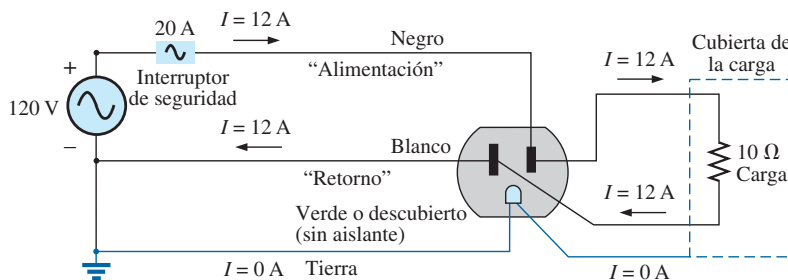 20 A
I = 12 A
Negro
Cubierta de
la carga
Interruptor
de seguridad
"Alimentación"
I = 12 A
+
120 V
–
I = 12 A
Blanco
10 Ω
Carga
"Retorno"
I = 12 A
Verde o descubierto
(sin aislante)
I = 0 A
Tierra
I = 0 A